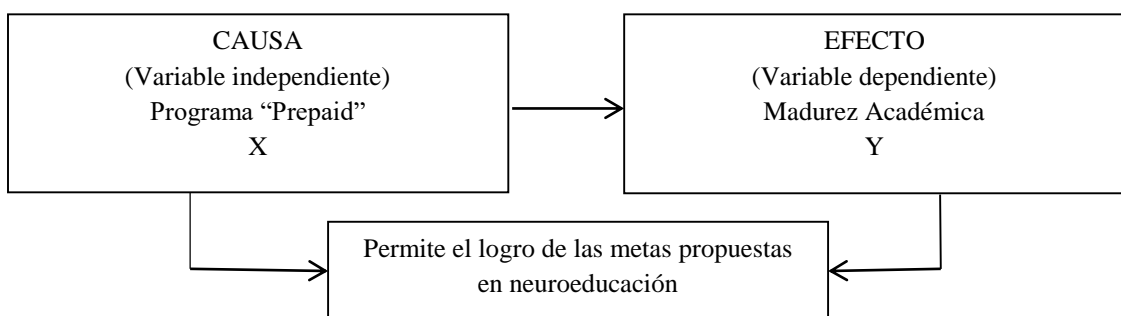 CAUSA
(Variable independiente)
Programa “Prepaid”
X
EFECTO
(Variable dependiente)
Madurez Académica
Y
Permite el logro de las metas propuestas
en neuroeducación